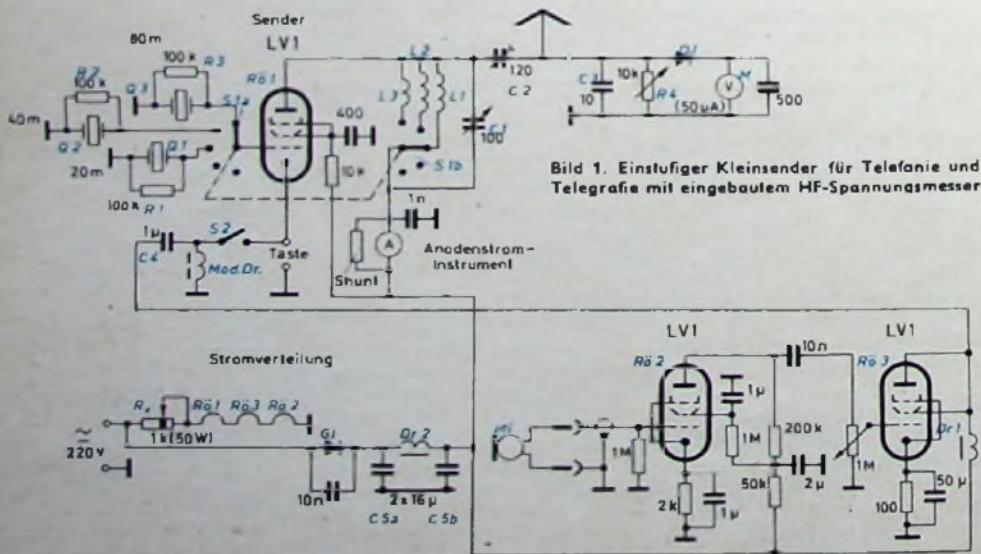 Sender
LV1
80m
100k R3
R2
100k
Q3
S1a
Rö1
40m
Q2
Q1
20m
100k R1
400
10k
L2
L3
L1
120
C2
C1
100
S1b
C3
10
10k
R4
D1
M
V
(50µA)
500
Bild 1. Einstufiger Kleinsender für Telefonie und
Telegrafie mit eingebautem HF-Spannungsmesser
1n
A
Shunt
Anodenstrom-
Instrument
1µ
C4
S2
Mod.Dr.
Taste
Stromverteilung
Rv
Rö1 Rö3 Rö2
1k(50W)
220V
Gl
Dr.2
10n
2x16µ
C5a C5b
LV1
Rö2
10n
LV1
Rö3
1µ
1M
1M
200k
2k
1µ
50k
2µ
1M
100
50µ
Dr1